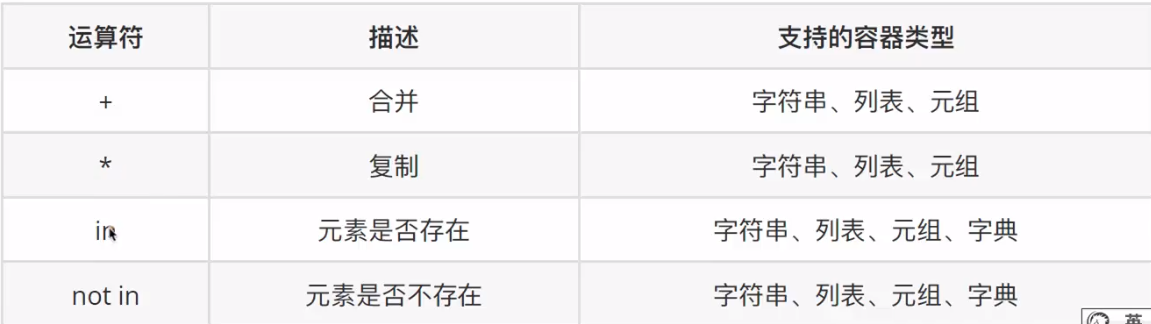 运算符 描述 支持的容器类型
+ 合并 字符串、列表、元组
* 复制 字符串、列表、元组
in 元素是否存在 字符串、列表、元组、字典
not in 元素是否不存在 字符串、列表、元组、字典
英